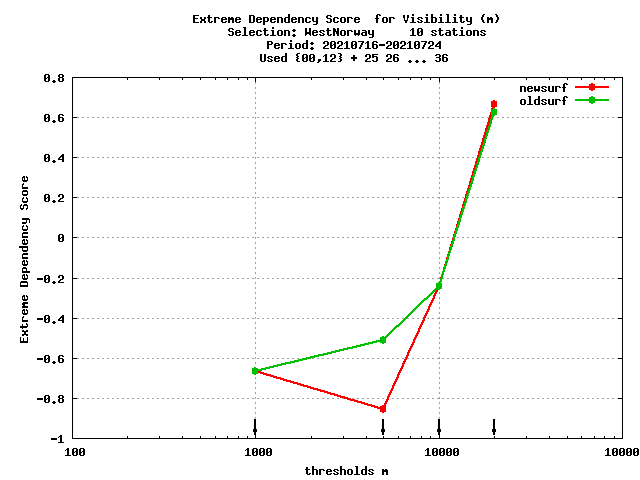 Extreme Dependency Score for Visibility (m)
Selection: WestNorway 10 stations
Period: 20210716-20210724
Used {00,12} + 25 26 ... 36
newsurf
oldsurf
Extreme Dependency Score
0.8
0.6
0.4
0.2
0
-0.2
-0.4
-0.6
-0.8
-1
100
1000
10000
10000
thresholds m